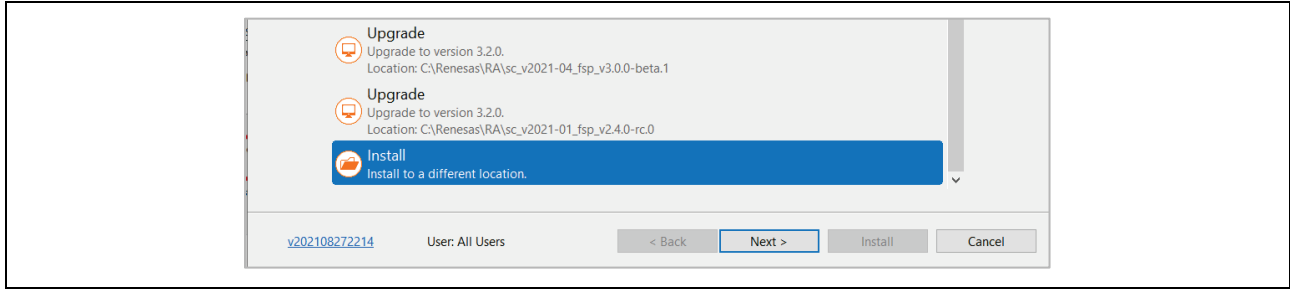 Upgrade
Upgrade to version 3.2.0.
Location: C:\Renesas\RA\sc_v2021-04_fsp_v3.0.0-beta.1
Upgrade
Upgrade to version 3.2.0.
Location: C:\Renesas\RA\sc_v2021-01_fsp_v2.4.0-rc.0
Install
Install to a different location.
v202108272214 User: All Users < Back Next > Install Cancel